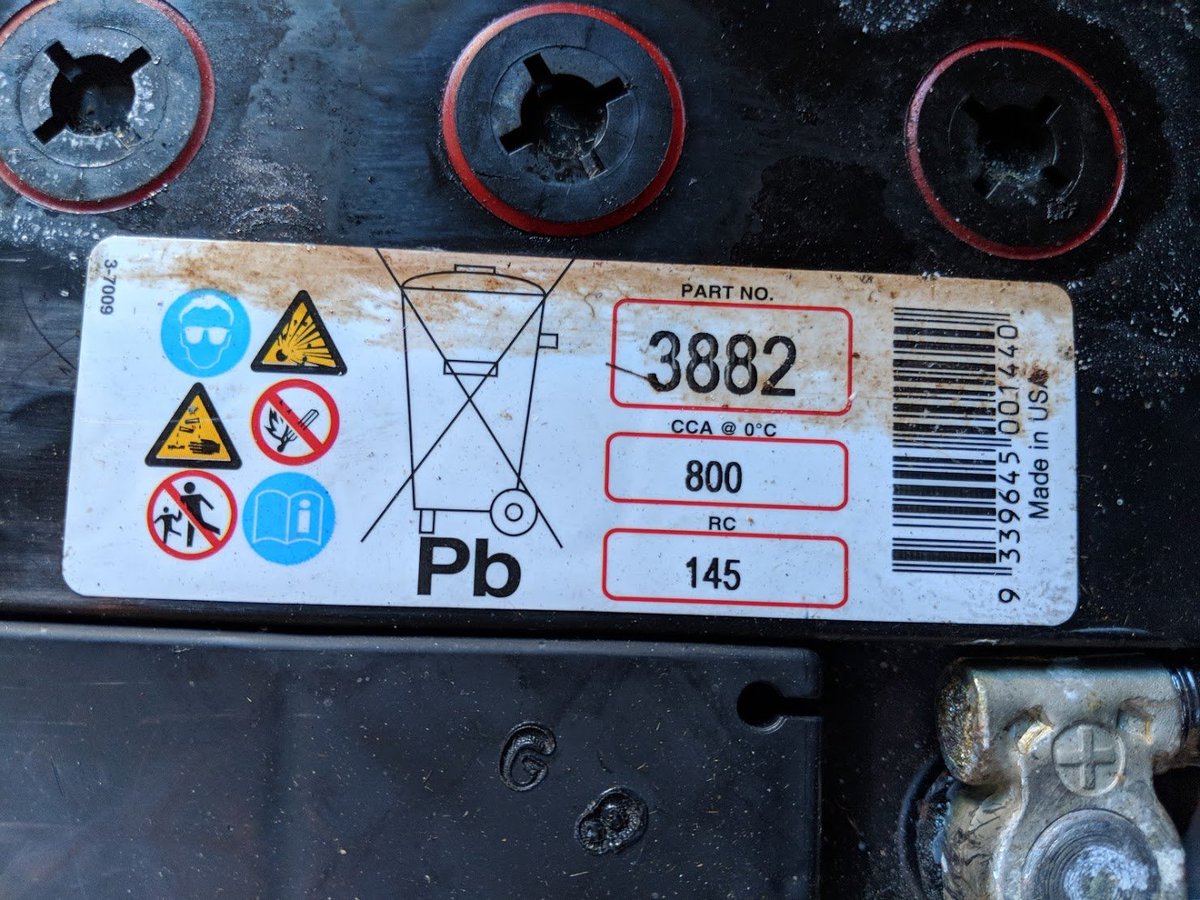 3-7009
PART NO.
3882
CCA @ 0°C
800
RC
145
Pb
9 339645 001440
Made in USA
G